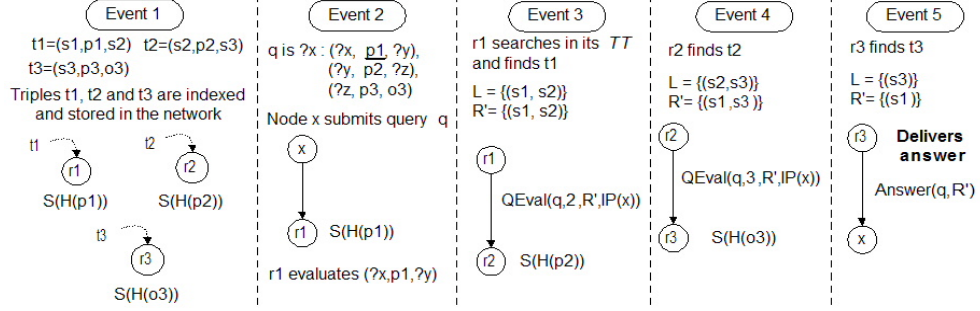 Event 1
t1=(s1,p1,s2) t2=(s2,p2,s3)
t3=(s3,p3,o3)
Triples t1, t2 and t3 are indexed
and stored in the network
t1
r1
S(H(p1))
t2
r2
S(H(p2))
t3
r3
S(H(o3))
Event 2
q is ?x : (?x, p1, ?y),
(?y, p2, ?z),
(?z, p3, o3)
Node x submits query q
x
r1
S(H(p1))
r1 evaluates (?x,p1,?y)
Event 3
r1 searches in its TT
and finds t1
L = {(s1, s2)}
R'= {(s1, s2)}
r1
QEval(q,2,R',IP(x))
r2
S(H(p2))
Event 4
r2 finds t2
L = {(s2,s3)}
R'= {(s1,s3)}
r2
QEval(q,3,R',IP(x))
r3
S(H(o3))
Event 5
r3 finds t3
L = {(s3)}
R'= {(s1)}
r3
Delivers
answer
Answer(q,R')
x